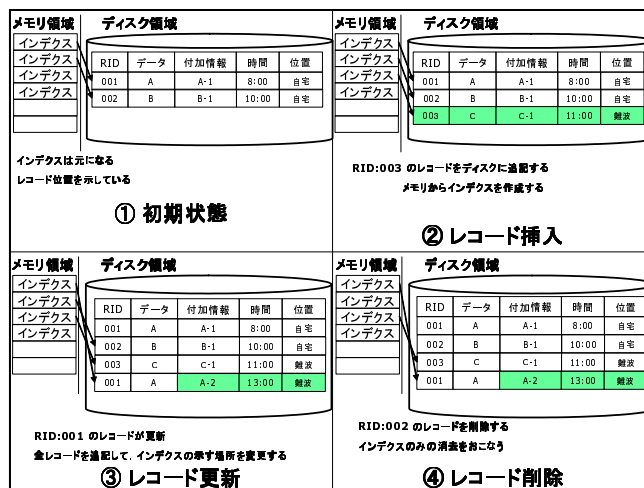 メモリ領域 ディスク領域
インデクス
インデクス
インデクス
インデクス
RID データ 付加情報 時間 位置
001 A A-1 8:00 自宅
002 B B-1 10:00 自宅
インデクスは元になる
レコード位置を示している
① 初期状態
メモリ領域 ディスク領域
インデクス
インデクス
インデクス
インデクス
RID データ 付加情報 時間 位置
001 A A-1 8:00 自宅
002 B B-1 10:00 自宅
003 C C-1 11:00 難波
RID:003 のレコードをディスクに追記する
メモリからインデクスを作成する
② レコード挿入
メモリ領域 ディスク領域
インデクス
インデクス
インデクス
インデクス
RID データ 付加情報 時間 位置
001 A A-1 8:00 自宅
002 B B-1 10:00 自宅
003 C C-1 11:00 難波
001 A A-2 13:00 難波
RID:001 のレコードが更新
全レコードを追記して、インデクスの示す場所を変更する
③ レコード更新
メモリ領域 ディスク領域
インデクス
インデクス
インデクス
インデクス
RID データ 付加情報 時間 位置
001 A A-1 8:00 自宅
002 B B-1 10:00 自宅
003 C C-1 11:00 難波
001 A A-2 13:00 難波
RID:002 のレコードを削除する
インデクスのみの消去をおこなう
④ レコード削除